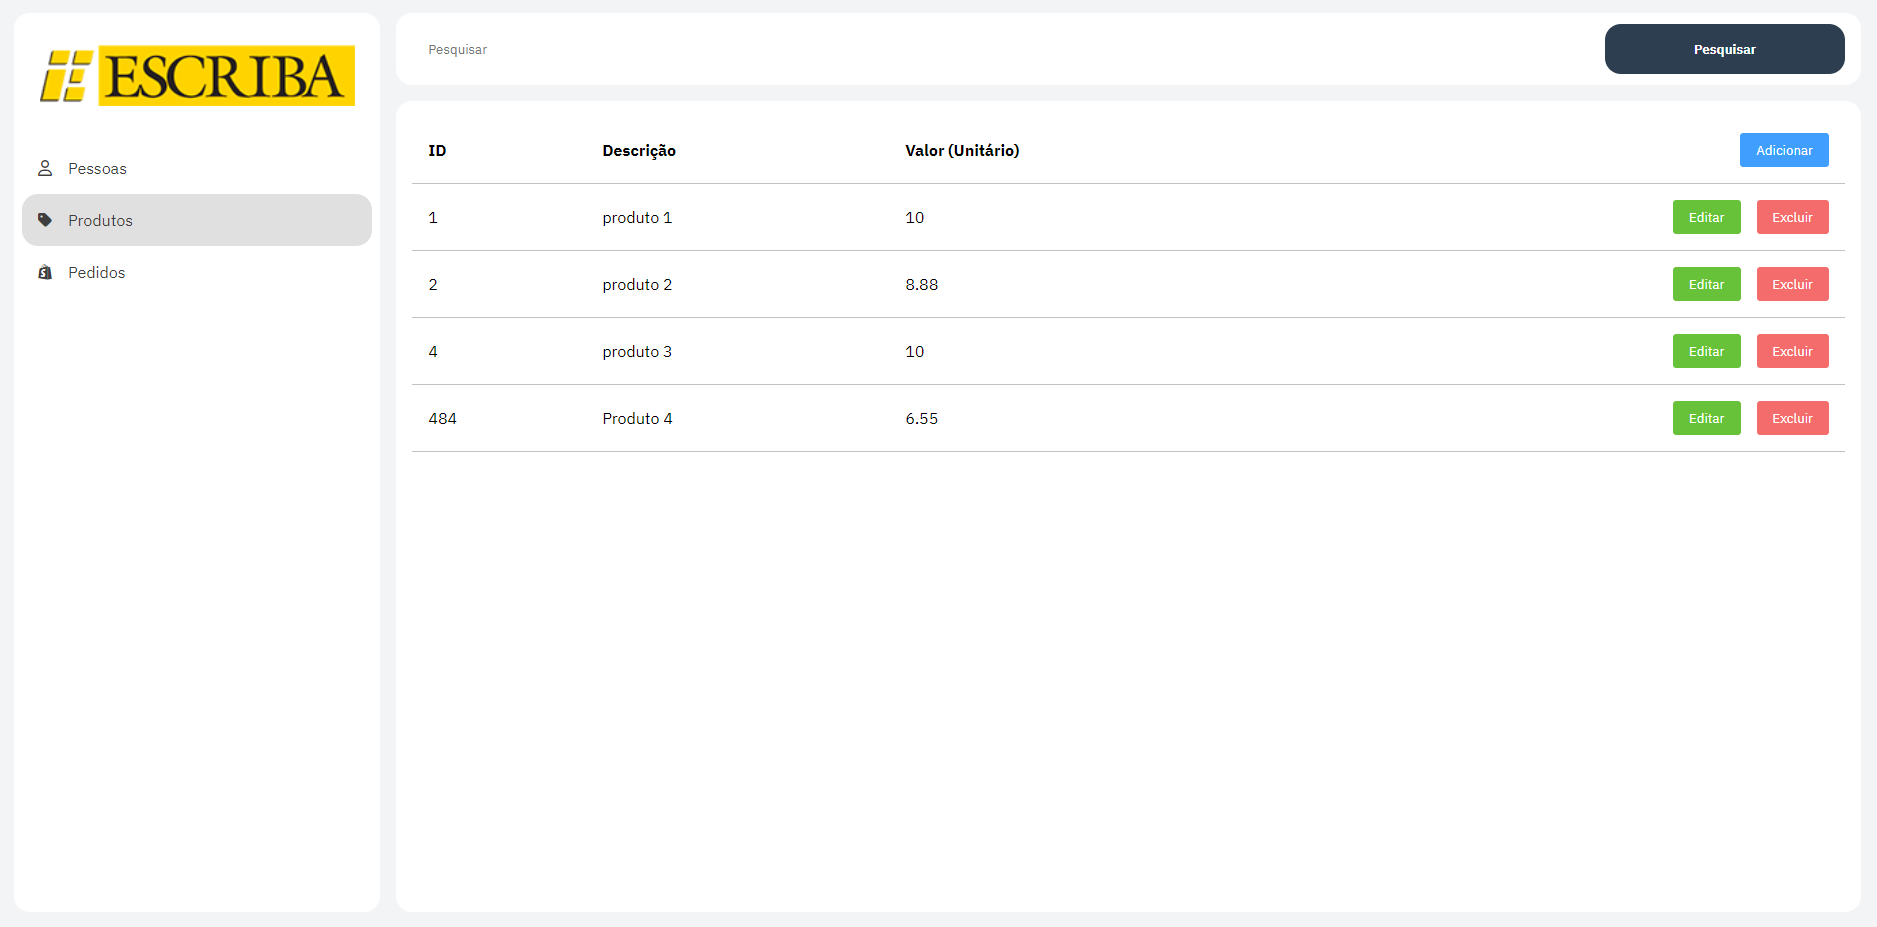 ESCRIBA
Pessoas
Produtos
Pedidos
Pesquisar Pesquisar
ID Descrição Valor (Unitário) Adicionar
1 produto 1 10 Editar Excluir
2 produto 2 8.88 Editar Excluir
4 produto 3 10 Editar Excluir
484 Produto 4 6.55 Editar Excluir